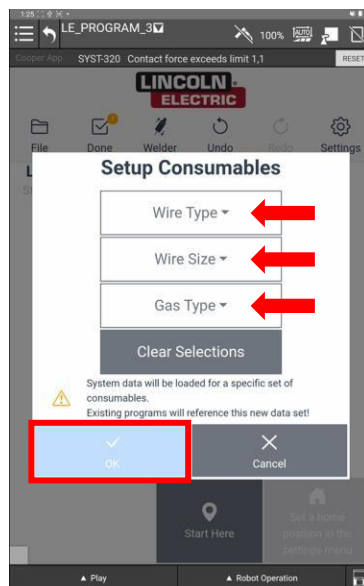 1:25
LE_PROGRAM_3
100%
AUTO
Cooper App
SYST-320 Contact force exceeds limit 1,1
RESET
LINCOLN
ELECTRIC
File
Done
Welder
Undo
Redo
Settings
Setup Consumables
Wire Type
Wire Size
Gas Type
Clear Selections
System data will be loaded for a specific set of
consumables.
Existing programs will reference this new data set!
OK
Cancel
Start Here
Set a home
position in the
settings menu
Play
Robot Operation